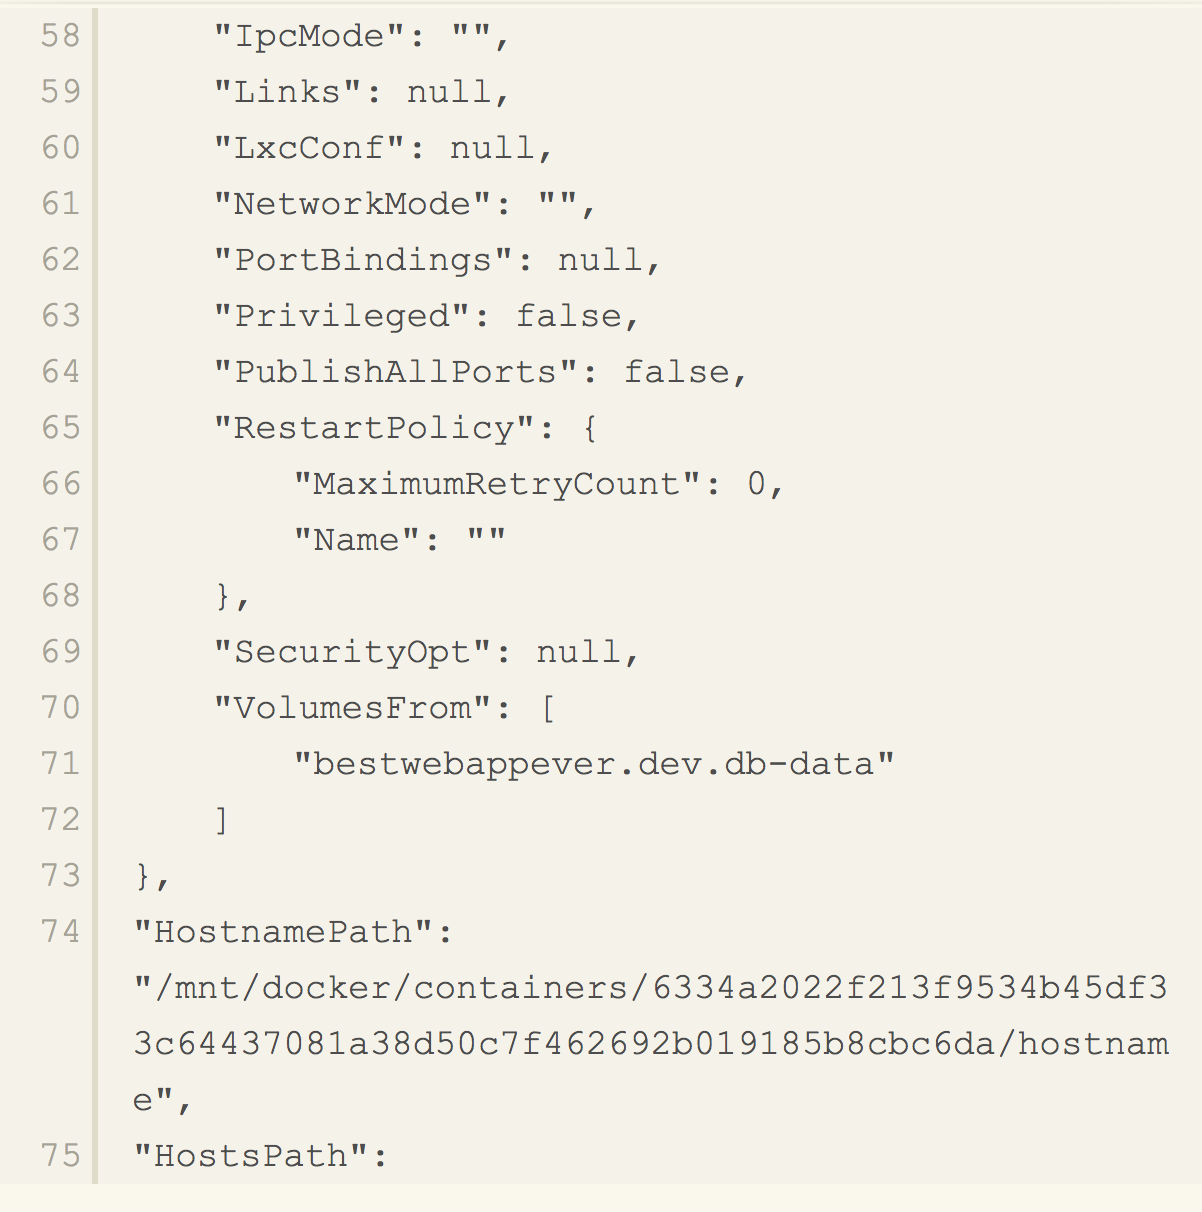 58 "IpcMode": "",
59 "Links": null,
60 "LxcConf": null,
61 "NetworkMode": "",
62 "PortBindings": null,
63 "Privileged": false,
64 "PublishAllPorts": false,
65 "RestartPolicy": {
66 "MaximumRetryCount": 0,
67 "Name": ""
68 },
69 "SecurityOpt": null,
70 "VolumesFrom": [
71 "bestwebappever.dev.db-data"
72 ]
73 },
74 "HostnamePath":
"/mnt/docker/containers/6334a2022f213f9534b45df3
3c64437081a38d50c7f462692b019185b8cbc6da/hostnam
e",
75 "HostsPath":